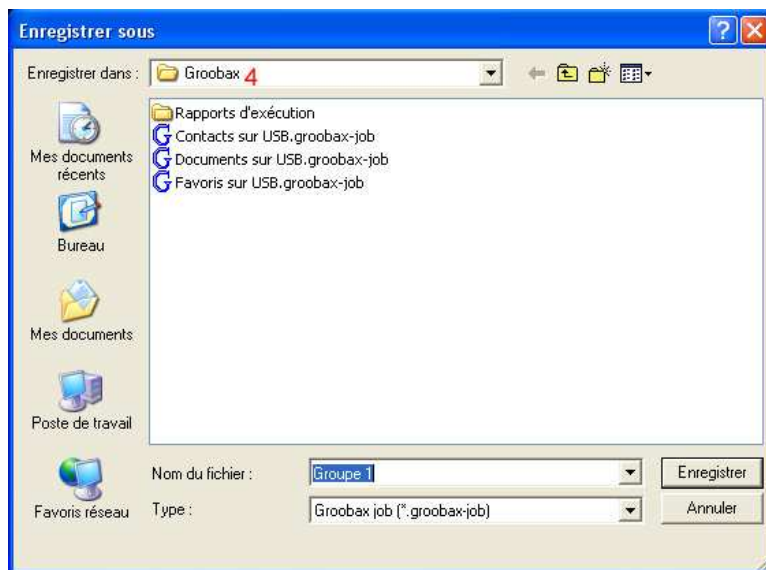 Enregistrer sous
Enregistrer dans :
Groobax 4
Rapports d'exécution
Contacts sur USB.groobax-job
Documents sur USB.groobax-job
Favoris sur USB.groobax-job
Mes documents
récents
Bureau
Mes documents
Poste de travail
Favoris réseau
Nom du fichier :
Groupe 1
Enregistrer
Type :
Groobax job (*.groobax-job)
Annuler